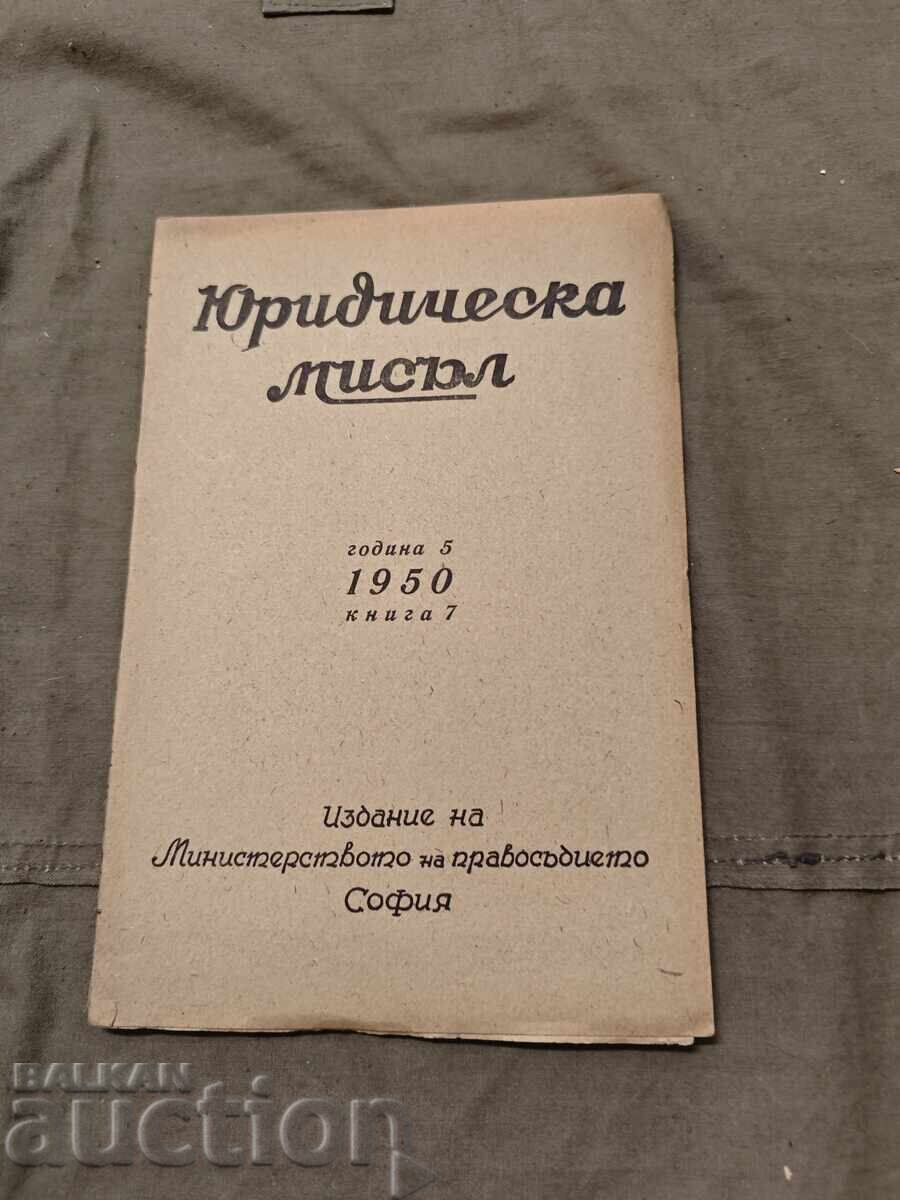 Юридическа
мисъл
година 5
1950
книга 7
Издание на
Министерството на правосъдието
София
BALKAN
auction